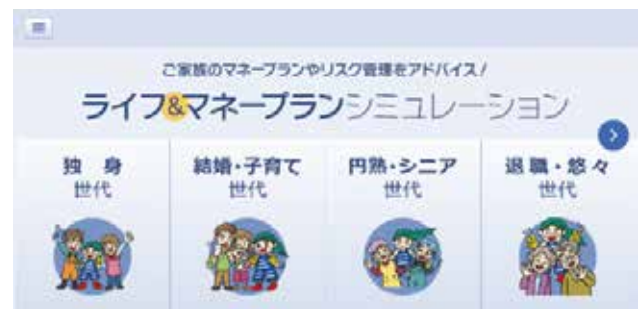 ご家族のマネープランやリスク管理をアドバイス!
ライフ&マネープランシミュレーション
独 身
世代
結婚・子育て
世代
円熟・シニア
世代
退職・悠々
世代